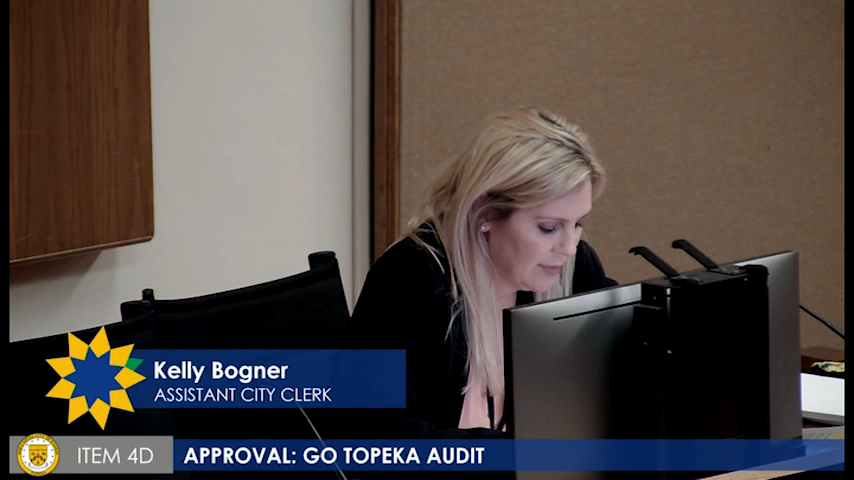 Kelly Bogner
ASSISTANT CITY CLERK
ITEM 4D
APPROVAL: GO TOPEKA AUDIT